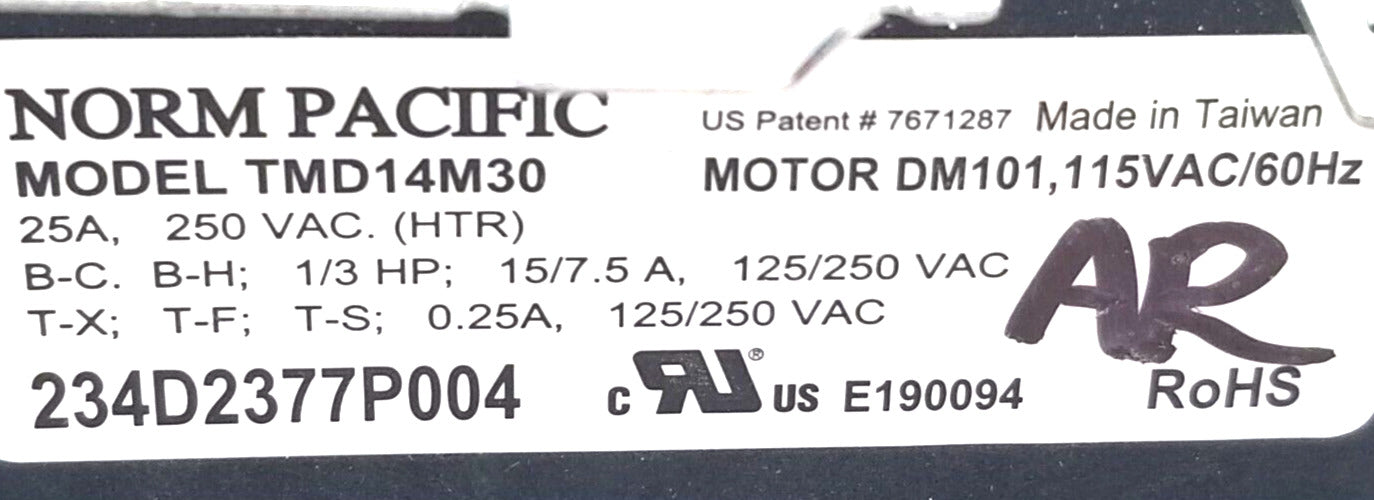 NORM PACIFIC US Patent # 7671287 Made in Taiwan
MODEL TMD14M30 MOTOR DM101,115VAC/60Hz
25A, 250 VAC. (HTR)
B-C. B-H; 1/3 HP; 15/7.5 A, 125/250 VAC
T-X; T-F; T-S; 0.25A, 125/250 VAC
AR
234D2377P004 c RU® US E190094 RoHS